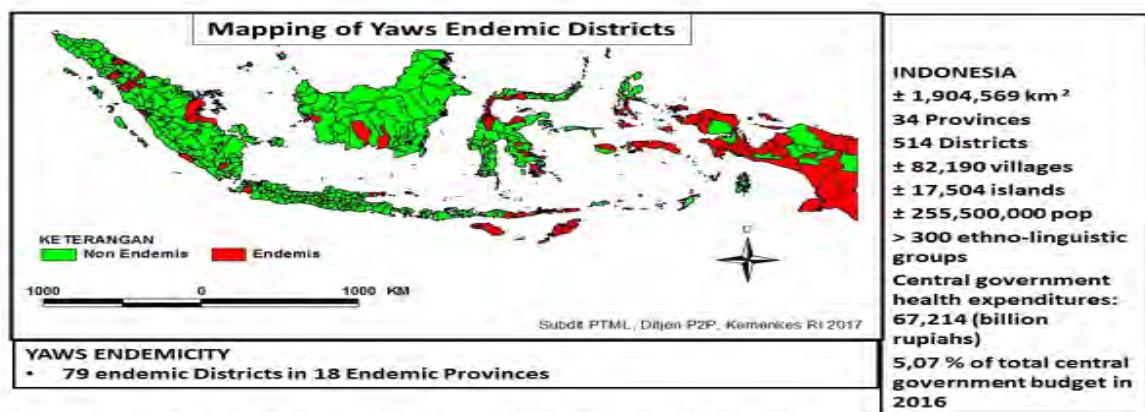 Mapping of Yaws Endemic Districts
KETERANGAN
Non Endemis
Endemis
U
1000 0 1000 KM
Subdit PTML, Ditjen P2P, Kemenkes RI 2017
YAWS ENDEMICITY
• 79 endemic Districts in 18 Endemic Provinces
INDONESIA
± 1,904,569 km²
34 Provinces
514 Districts
± 82,190 villages
± 17,504 islands
± 255,500,000 pop
> 300 ethno-linguistic
groups
Central government
health expenditures:
67,214 (billion
rupiahs)
5,07 % of total central
government budget in
2016